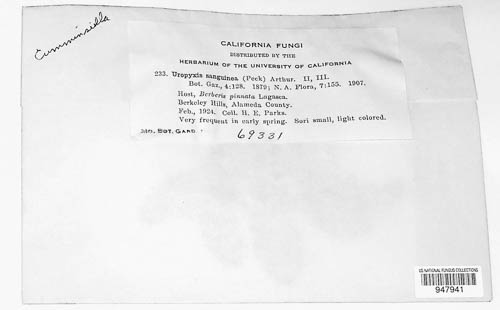 Cumminsiella
CALIFORNIA FUNGI
DISTRIBUTED BY THE
HERBARIUM OF THE UNIVERSITY OF CALIFORNIA
233. Uropyxis sanguinea (Peck) Arthur. II, III.
Bot. Gaz., 4:128. 1879; N. A. Flora, 7:155. 1907.
Host, Berberis pinnata Lagasca.
Berkeley Hills, Alameda County.
Feb., 1924. Coll. H. E. Parks.
Very frequent in early spring. Sori small, light colored.
MO. BOT. GARD.
69331
US NATIONAL FUNGUS COLLECTIONS
947941